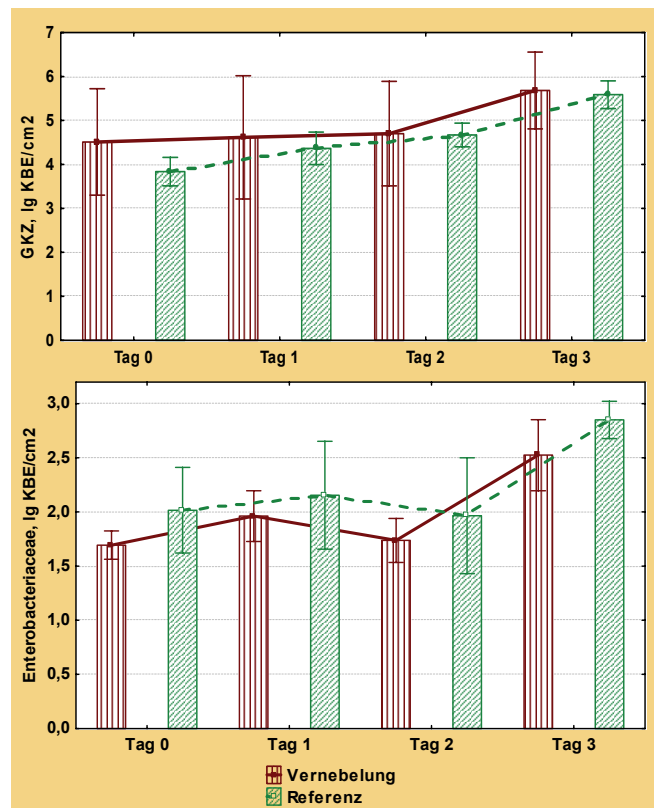 7
6
5
4
3
2
1
0
GKZ, lg KBE/cm2
Tag 0 Tag 1 Tag 2 Tag 3
3,0
2,5
2,0
1,5
1,0
0,5
0,0
Enterobacteriaceae, lg KBE/cm2
Tag 0 Tag 1 Tag 2 Tag 3
Vernebelung
Referenz